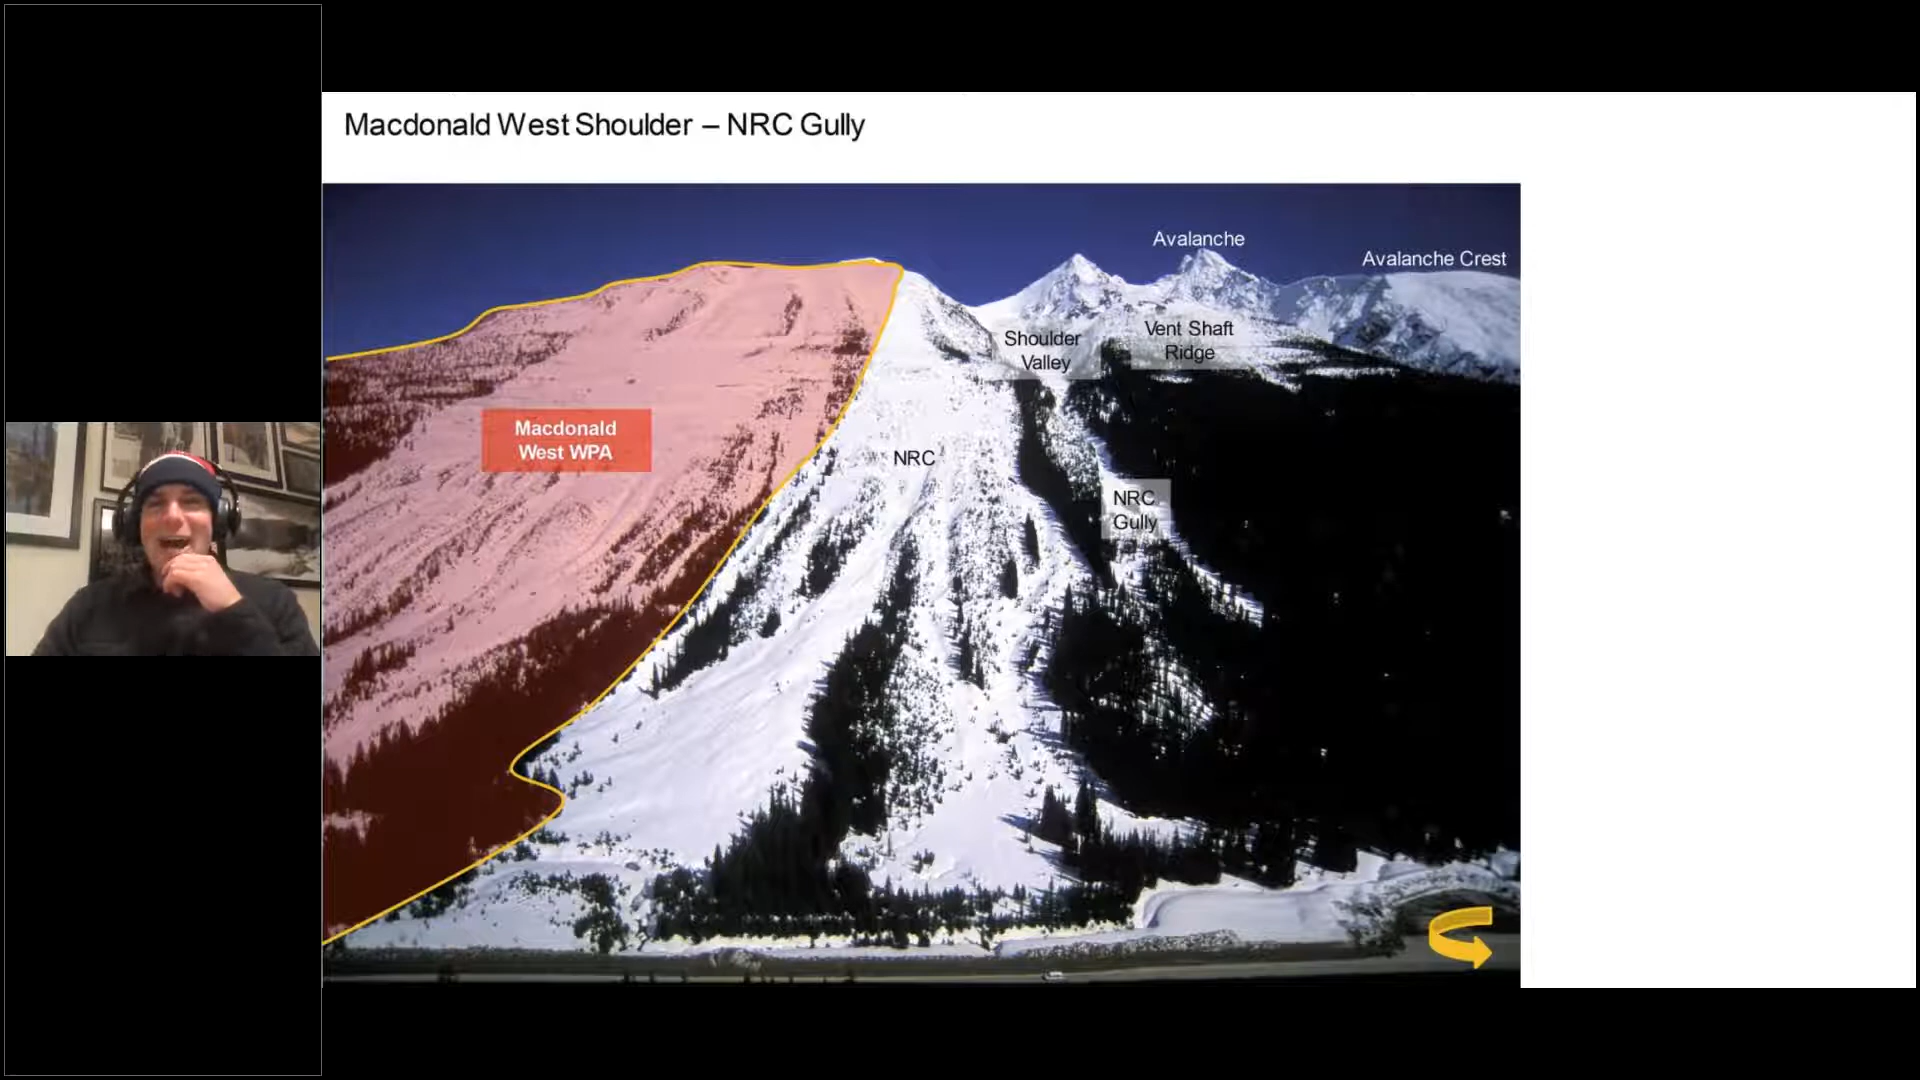 Macdonald West Shoulder – NRC Gully
Avalanche
Avalanche Crest
Shoulder
Valley
Vent Shaft
Ridge
Macdonald
West WPA
NRC
NRC
Gully